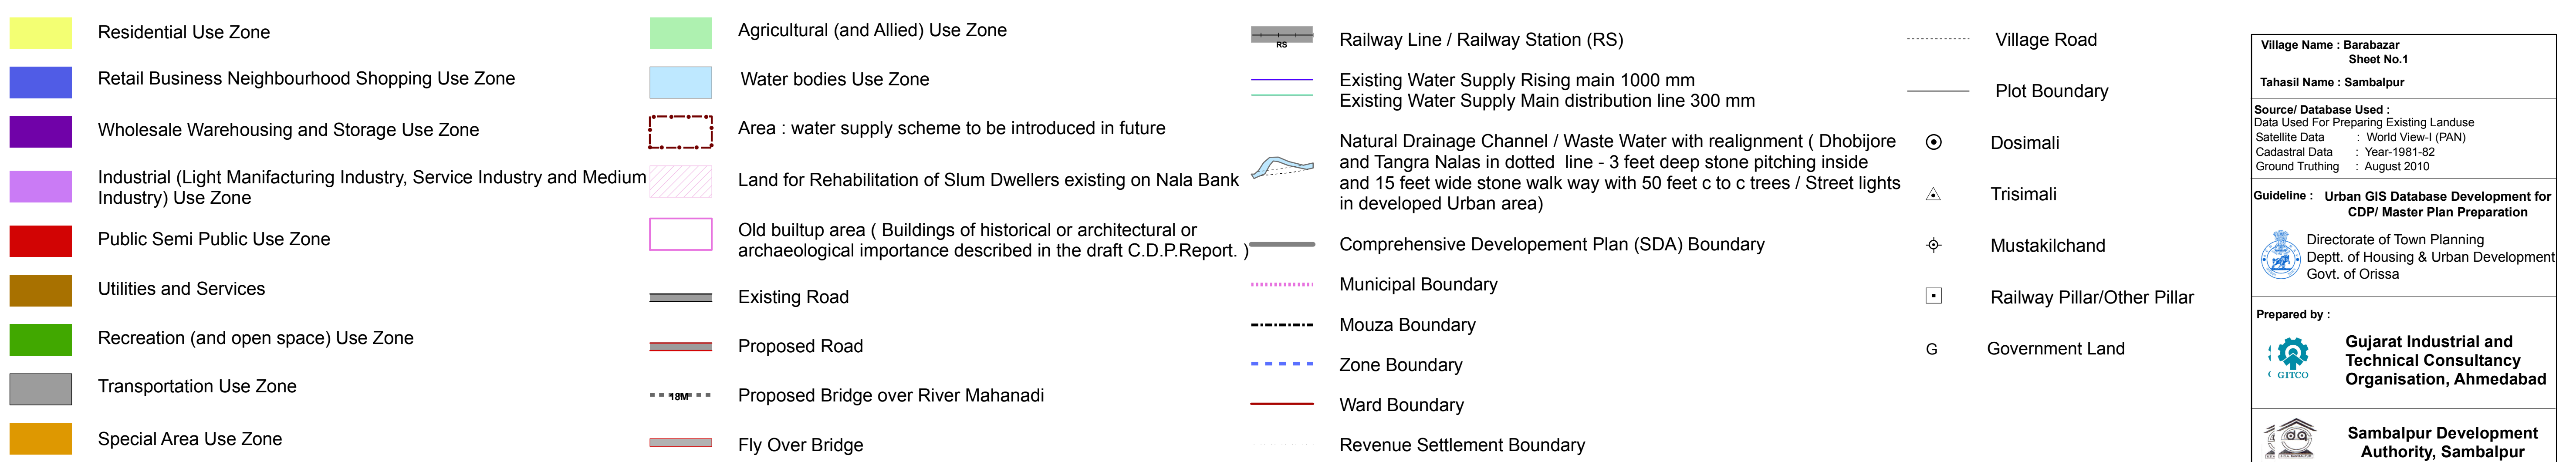 Residential Use Zone
Retail Business Neighbourhood Shopping Use Zone
Wholesale Warehousing and Storage Use Zone
Industrial (Light Manifacturing Industry, Service Industry and Medium
Industry) Use Zone
Public Semi Public Use Zone
Utilities and Services
Recreation (and open space) Use Zone
Transportation Use Zone
Special Area Use Zone
Agricultural (and Allied) Use Zone
Water bodies Use Zone
Area : water supply scheme to be introduced in future
Land for Rehabilitation of Slum Dwellers existing on Nala Bank
Old builtup area ( Buildings of historical or architectural or
archaeological importance described in the draft C.D.P.Report. )
Existing Road
Proposed Road
18M
Proposed Bridge over River Mahanadi
Fly Over Bridge
RS
Railway Line / Railway Station (RS)
Existing Water Supply Rising main 1000 mm
Existing Water Supply Main distribution line 300 mm
Natural Drainage Channel / Waste Water with realignment ( Dhobijore
and Tangra Nalas in dotted line - 3 feet deep stone pitching inside
and 15 feet wide stone walk way with 50 feet c to c trees / Street lights
in developed Urban area)
Comprehensive Developement Plan (SDA) Boundary
Municipal Boundary
Mouza Boundary
Zone Boundary
Ward Boundary
Revenue Settlement Boundary
Village Road
Plot Boundary
Dosimali
Trisimali
Mustakilchand
Railway Pillar/Other Pillar
G Government Land
Village Name : Barabazar
Sheet No.1
Tahasil Name : Sambalpur
Source/ Database Used :
Data Used For Preparing Existing Landuse
Satellite Data : World View-I (PAN)
Cadastral Data : Year-1981-82
Ground Truthing : August 2010
Guideline : Urban GIS Database Development for
CDP/ Master Plan Preparation
Directorate of Town Planning
Deptt. of Housing & Urban Development
Govt. of Orissa
Prepared by :
GITCO
Gujarat Industrial and
Technical Consultancy
Organisation, Ahmedabad
Sambalpur Development
Authority, Sambalpur